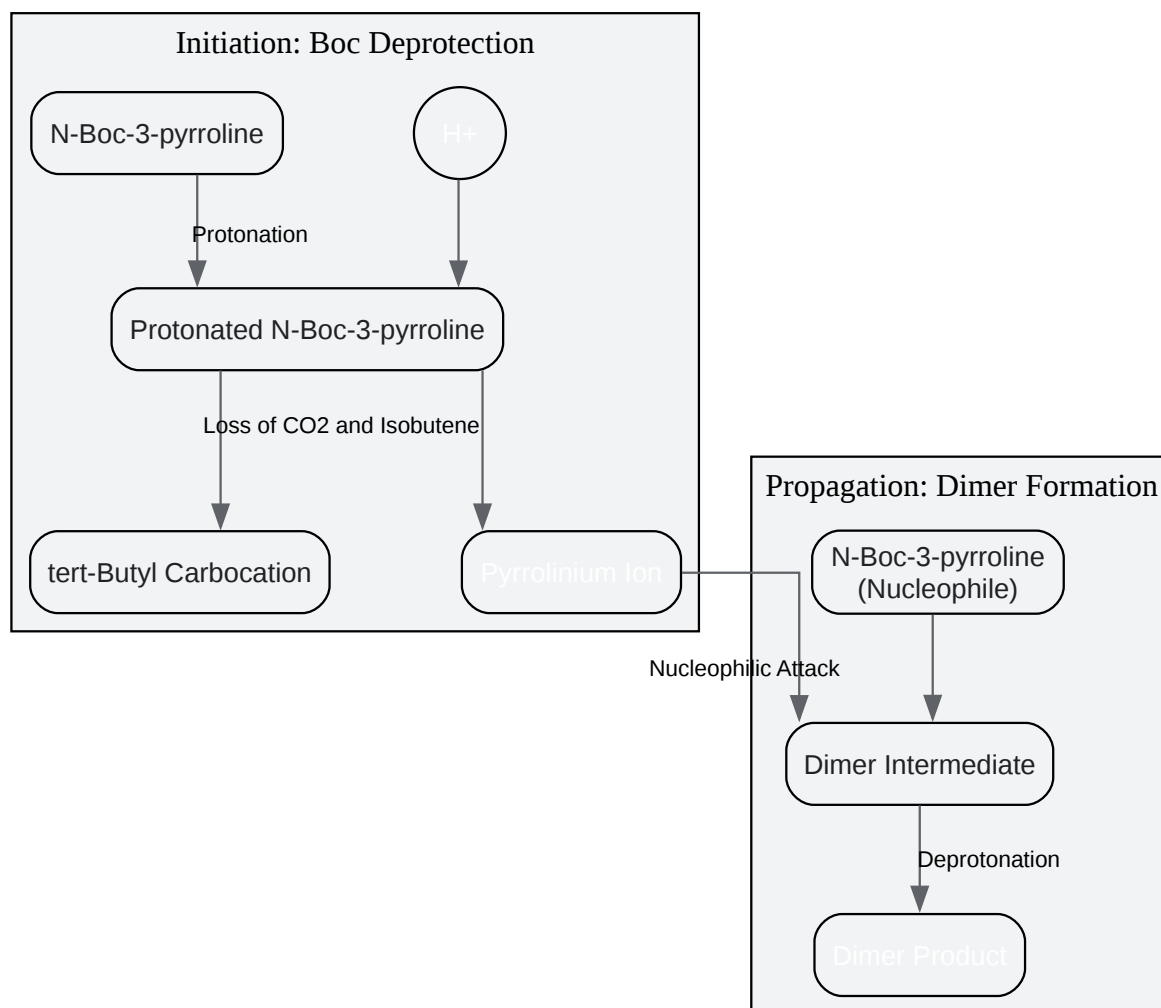 Initiation: Boc Deprotection
N-Boc-3-pyrroline
H+
Protonation
Protonated N-Boc-3-pyrroline
Loss of CO2 and Isobutene
tert-Butyl Carbocation
Pyrrolinium Ion
Propagation: Dimer Formation
N-Boc-3-pyrroline
(Nucleophile)
Nucleophilic Attack
Dimer Intermediate
Deprotonation
Dimer Product